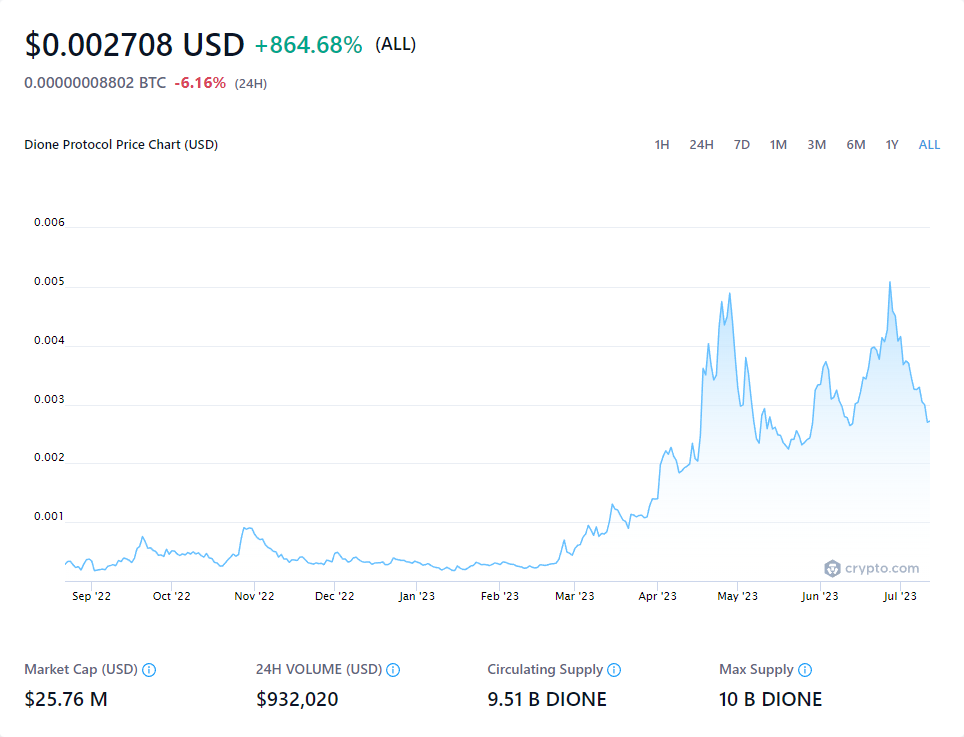 $0.002708 USD +864.68% (ALL)
0.00000008802 BTC -6.16% (24H)
Dione Protocol Price Chart (USD) 1H 24H 7D 1M 3M 6M 1Y ALL
0.006
0.005
0.004
0.003
0.002
0.001
crypto.com
Sep '22 Oct '22 Nov '22 Dec '22 Jan '23 Feb '23 Mar '23 Apr '23 May '23 Jun '23 Jul '23
Market Cap (USD) 24H VOLUME (USD) Circulating Supply Max Supply
$25.76 M $932,020 9.51 B DIONE 10 B DIONE